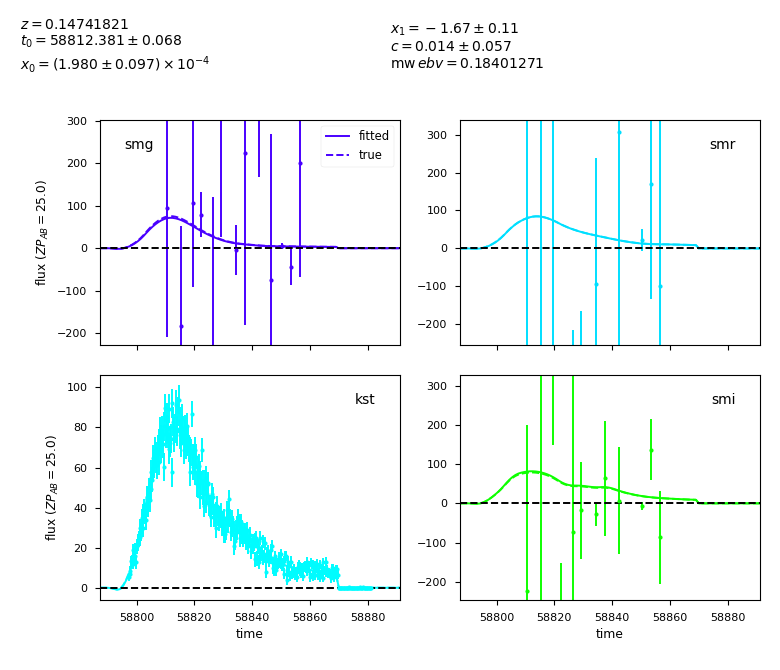 z = 0.14741821
t₀ = 58812.381 ± 0.068
x₀ = (1.980 ± 0.097) × 10⁻⁴
x₁ = −1.67 ± 0.11
c = 0.014 ± 0.057
mw ebv = 0.18401271
smg
fitted
true
300
200
100
0
−100
−200
flux (ZP_AB = 25.0)
smr
300
200
100
0
−100
−200
kst
100
80
60
40
20
0
flux (ZP_AB = 25.0)
58800 58820 58840 58860 58880
time
smi
300
200
100
0
−100
−200
58800 58820 58840 58860 58880
time